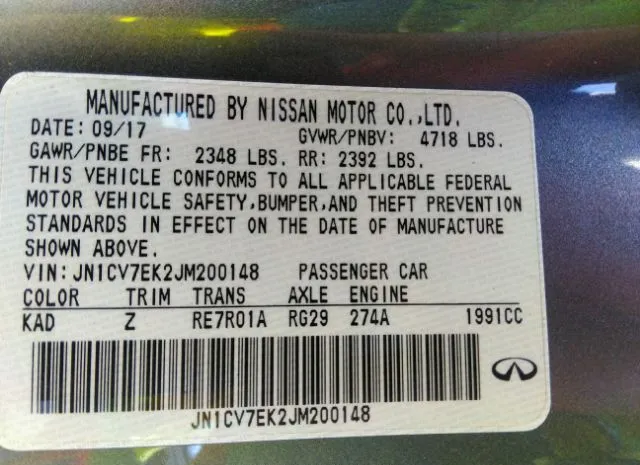 MANUFACTURED BY NISSAN MOTOR CO.,LTD.
DATE: 09/17 GVWR/PNBV: 4718 LBS.
GAWR/PNBE FR: 2348 LBS. RR: 2392 LBS.
THIS VEHICLE CONFORMS TO ALL APPLICABLE FEDERAL
MOTOR VEHICLE SAFETY,BUMPER,AND THEFT PREVENTION
STANDARDS IN EFFECT ON THE DATE OF MANUFACTURE
SHOWN ABOVE.
VIN:JN1CV7EK2JM200148 PASSENGER CAR
COLOR TRIM TRANS AXLE ENGINE
KAD Z RE7R01A RG29 274A 1991CC
JN1CV7EK2JM200148